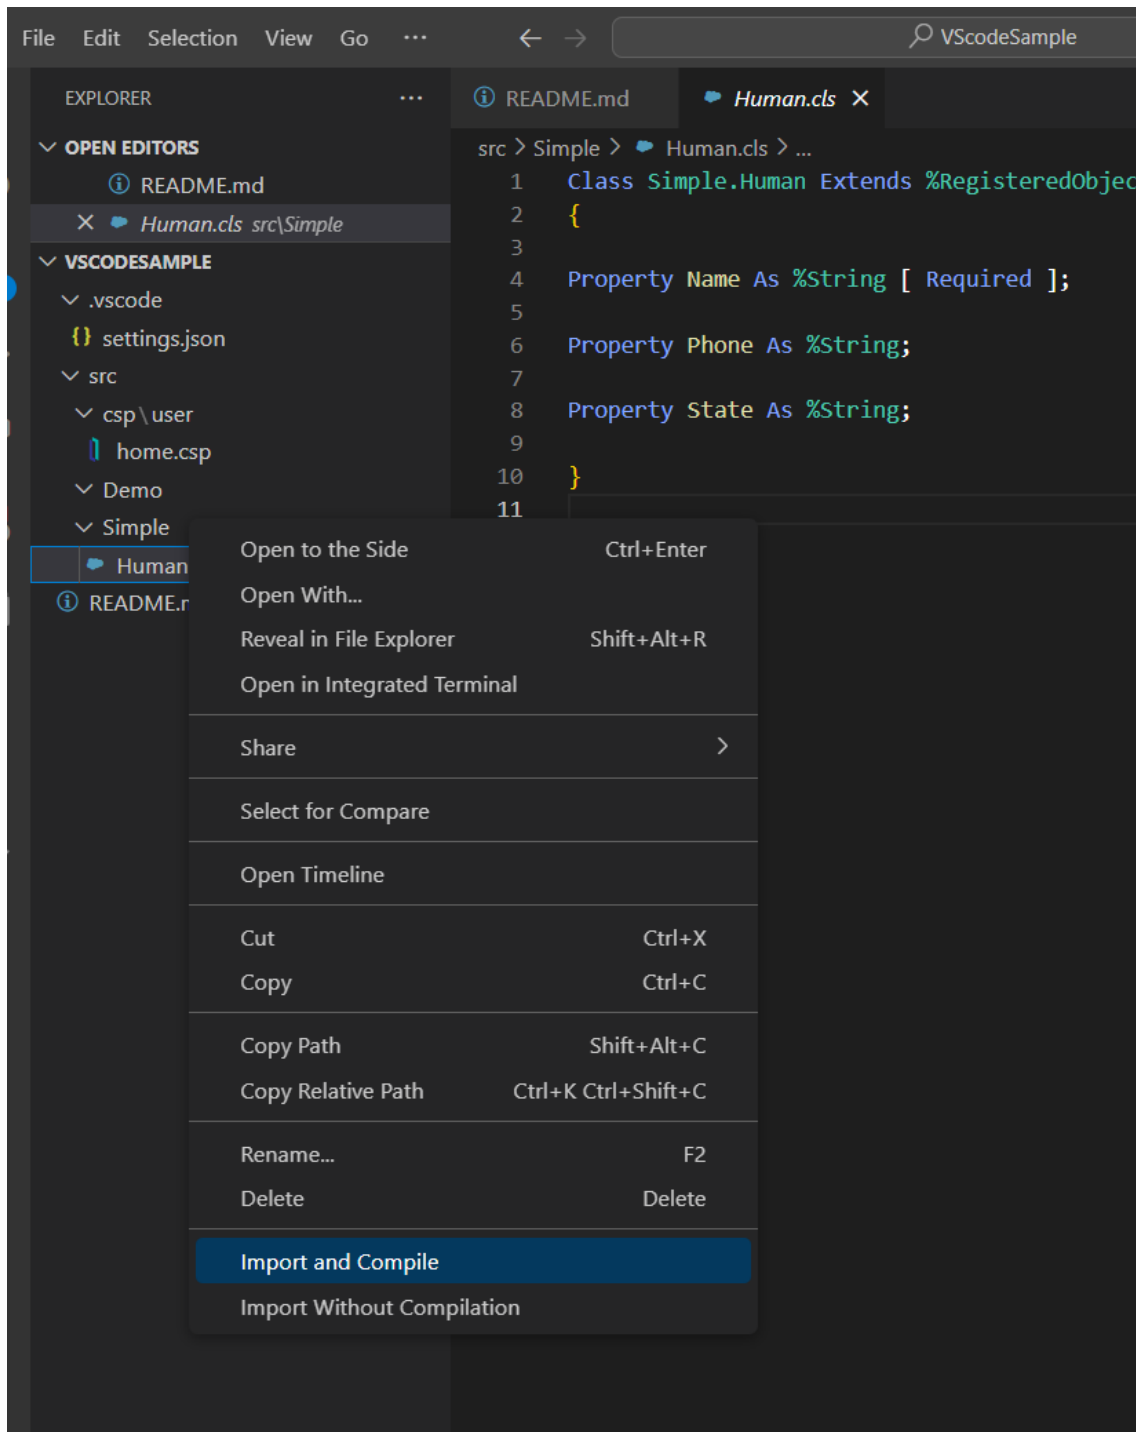 File Edit Selection View Go ··· ← → VScodeSample
EXPLORER ···
OPEN EDITORS
README.md
Human.cls src\Simple
VSCODESAMPLE
.vscode
{} settings.json
src
csp\user
home.csp
Demo
Simple
Human
README.
README.md
Human.cls
src > Simple > Human.cls > ...
1 Class Simple.Human Extends %RegisteredObjec
2 {
3
4 Property Name As %String [ Required ];
5
6 Property Phone As %String;
7
8 Property State As %String;
9
10 }
11
Open to the Side Ctrl+Enter
Open With...
Reveal in File Explorer Shift+Alt+R
Open in Integrated Terminal
Share
Select for Compare
Open Timeline
Cut Ctrl+X
Copy Ctrl+C
Copy Path Shift+Alt+C
Copy Relative Path Ctrl+K Ctrl+Shift+C
Rename... F2
Delete Delete
Import and Compile
Import Without Compilation